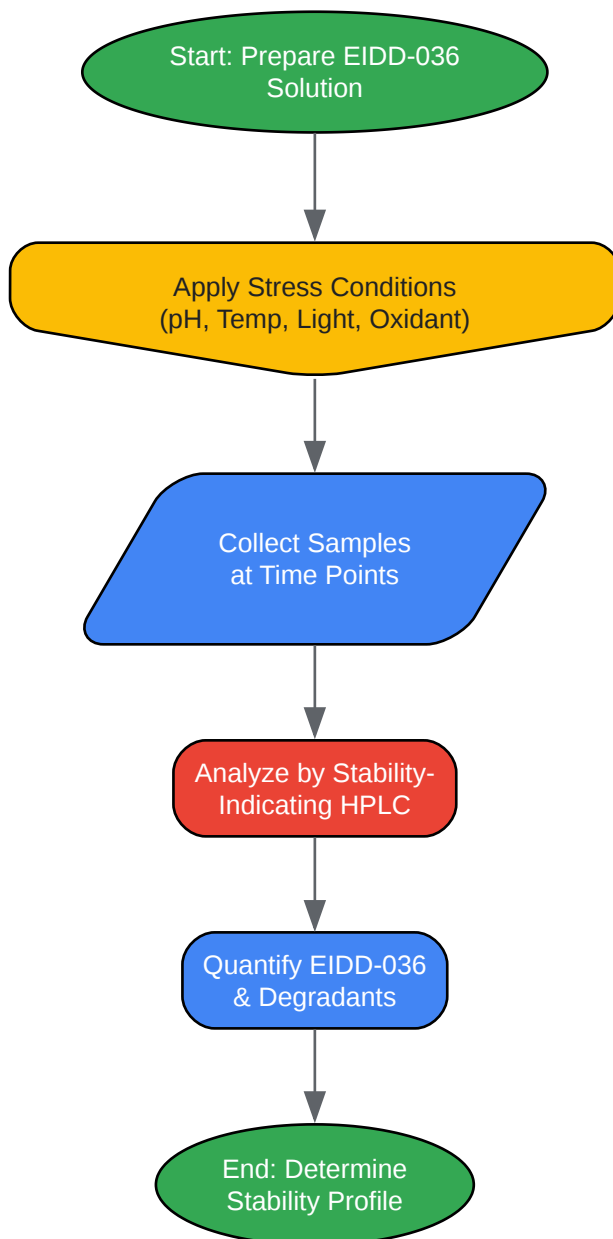 Start: Prepare EIDD-036
Solution
Apply Stress Conditions
(pH, Temp, Light, Oxidant)
Collect Samples
at Time Points
Analyze by Stability-
Indicating HPLC
Quantify EIDD-036
& Degradants
End: Determine
Stability Profile